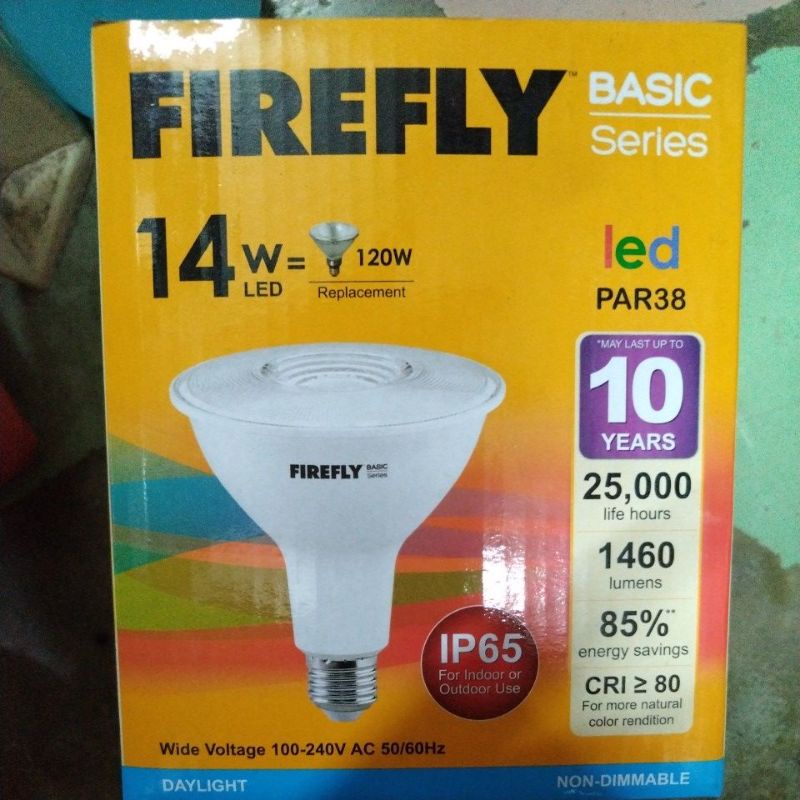 FIREFLY™ BASIC
Series
14W LED = 120W
Replacement
led
PAR38
*MAY LAST UP TO
10
YEARS
25,000
life hours
1460
lumens
85%**
energy savings
CRI ≥ 80
For more natural
color rendition
FIREFLY BASIC
Series
IP65
For Indoor or
Outdoor Use
Wide Voltage 100-240V AC 50/60Hz
DAYLIGHT
NON-DIMMABLE